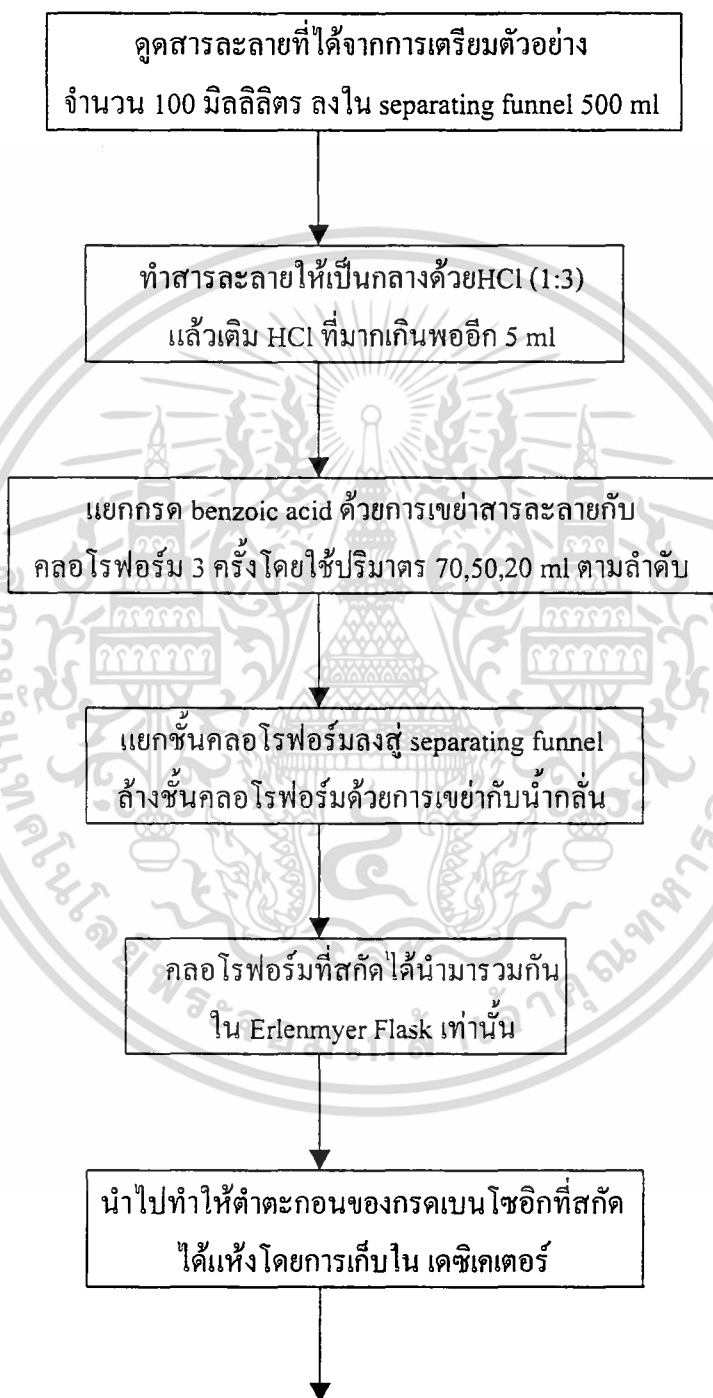 ดูดสารละลายที่ได้จากการเตรียมตัวอย่าง
จำนวน 100 มิลลิลิตร ลงใน separating funnel 500 ml
ทำสารละลายให้เป็นกลางด้วยHCl (1:3)
แล้วเติม HCl ที่มากเกินพออีก 5 ml
แยกกรด benzoic acid ด้วยการเขย่าสารละลายกับ
คลอโรฟอร์ม 3 ครั้งโดยใช้ปริมาตร 70,50,20 ml ตามลำดับ
แยกชั้นคลอโรฟอร์มลงสู่ separating funnel
ล้างชั้นคลอโรฟอร์มด้วยการเขย่ากับน้ำกลั่น
คลอโรฟอร์มที่สกัดได้นำมารวมกัน
ใน Erlenmyer Flask เท่านั้น
นำไปทำให้ตำตะกอนของกรดเบนโซอิกที่สกัด
ได้แห้งโดยการเก็บใน เดซิเคเตอร์